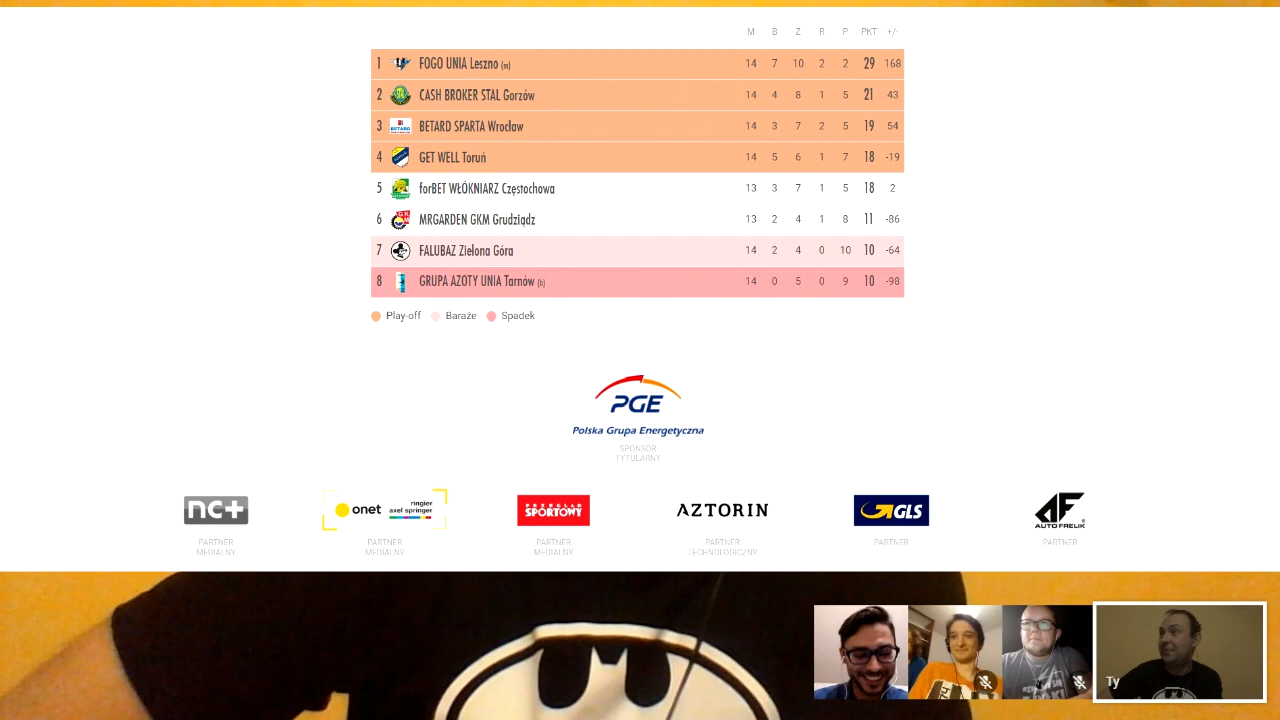 M B Z R P PKT +/-
1 FOGO UNIA Leszno (m) 14 7 10 2 2 29 168
2 CASH BROKER STAL Gorzów 14 4 8 1 5 21 43
3 BETARD SPARTA Wrocław 14 3 7 2 5 19 54
4 GET WELL Toruń 14 5 6 1 7 18 -19
5 forBET WŁÓKNIARZ Częstochowa 13 3 7 1 5 18 2
6 MRGARDEN GKM Grudziądz 13 2 4 1 8 11 -86
7 FALUBAZ Zielona Góra 14 2 4 0 10 10 -64
8 GRUPA AZOTY UNIA Tarnów (b) 14 0 5 0 9 10 -98
Play-off Baraże Spadek
PGE
Polska Grupa Energetyczna
SPONSOR
TYTULARNY
nc+
onet
ringier
axel springer
PRZEGLĄD
SPORTOWY
AZTORIN
GLS
AF
AUTO FREUK
PARTNER
MEDIALNY
PARTNER
MEDIALNY
PARTNER
MEDIALNY
PARTNER
TECHNOLOGICZNY
PARTNER
PARTNER
Ty